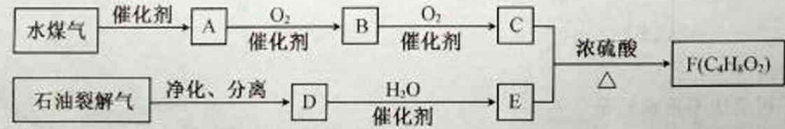 水煤气 催化剂 A O₂ 催化剂 B O₂ 催化剂 C
浓硫酸 △ F(C₄H₈O₂)
石油裂解气 净化、分离 D H₂O 催化剂 E